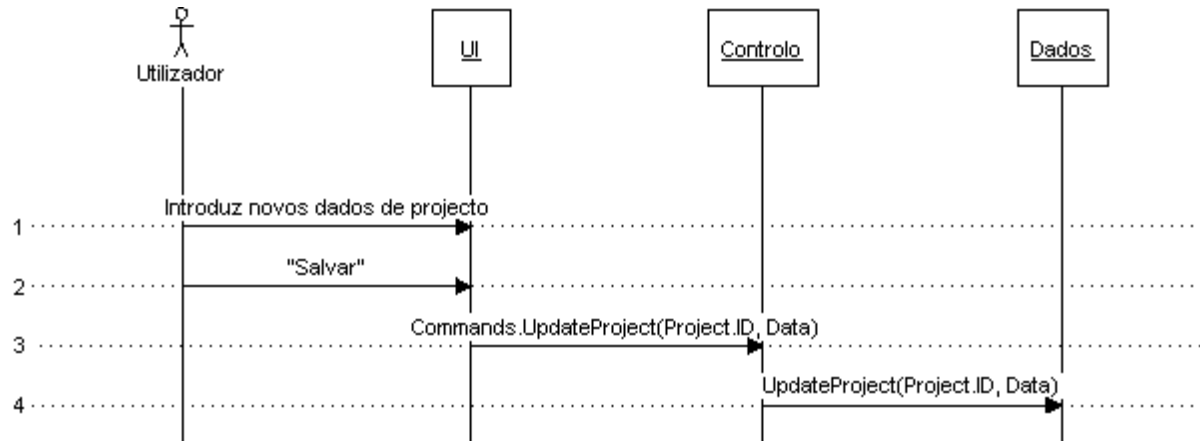 Utilizador
UI
Controlo
Dados
Introduz novos dados de projecto
1
"Salvar"
2
Commands.UpdateProject(Project.ID, Data)
3
UpdateProject(Project.ID, Data)
4